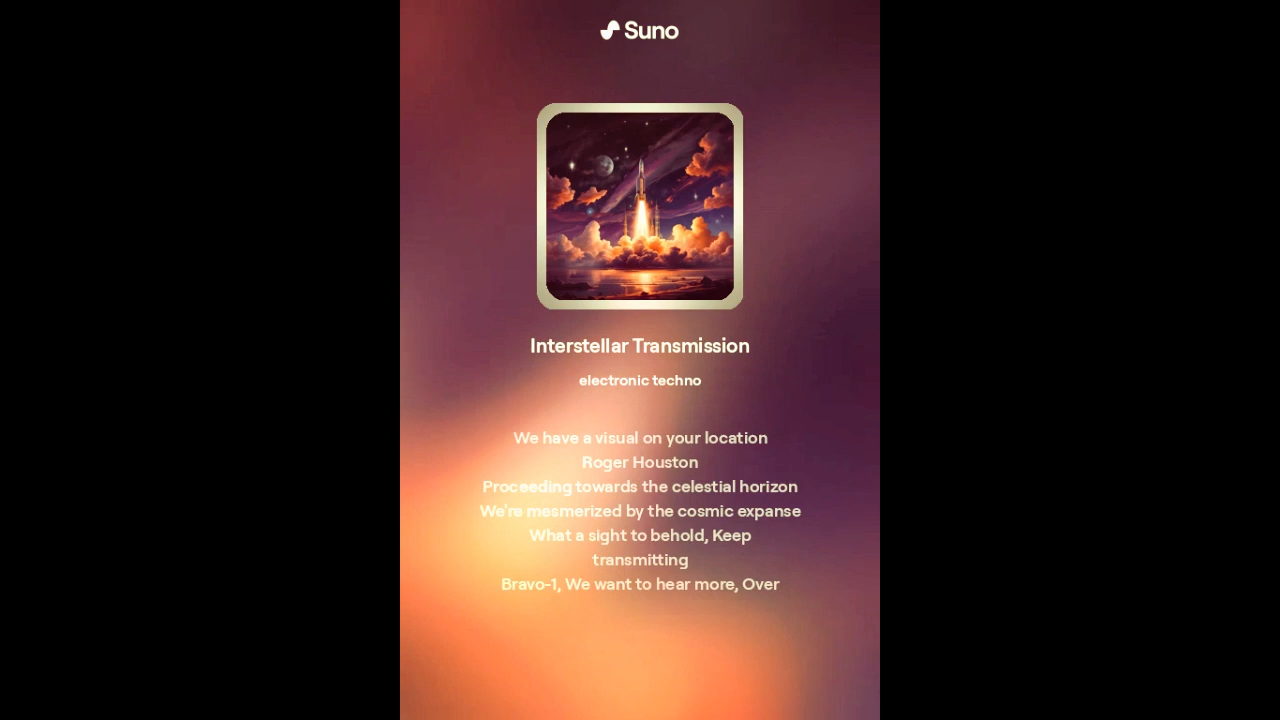 Suno
Interstellar Transmission
electronic techno
We have a visual on your location
Roger Houston
Proceeding towards the celestial horizon
We're mesmerized by the cosmic expanse
What a sight to behold, Keep
transmitting
Bravo-1, We want to hear more, Over